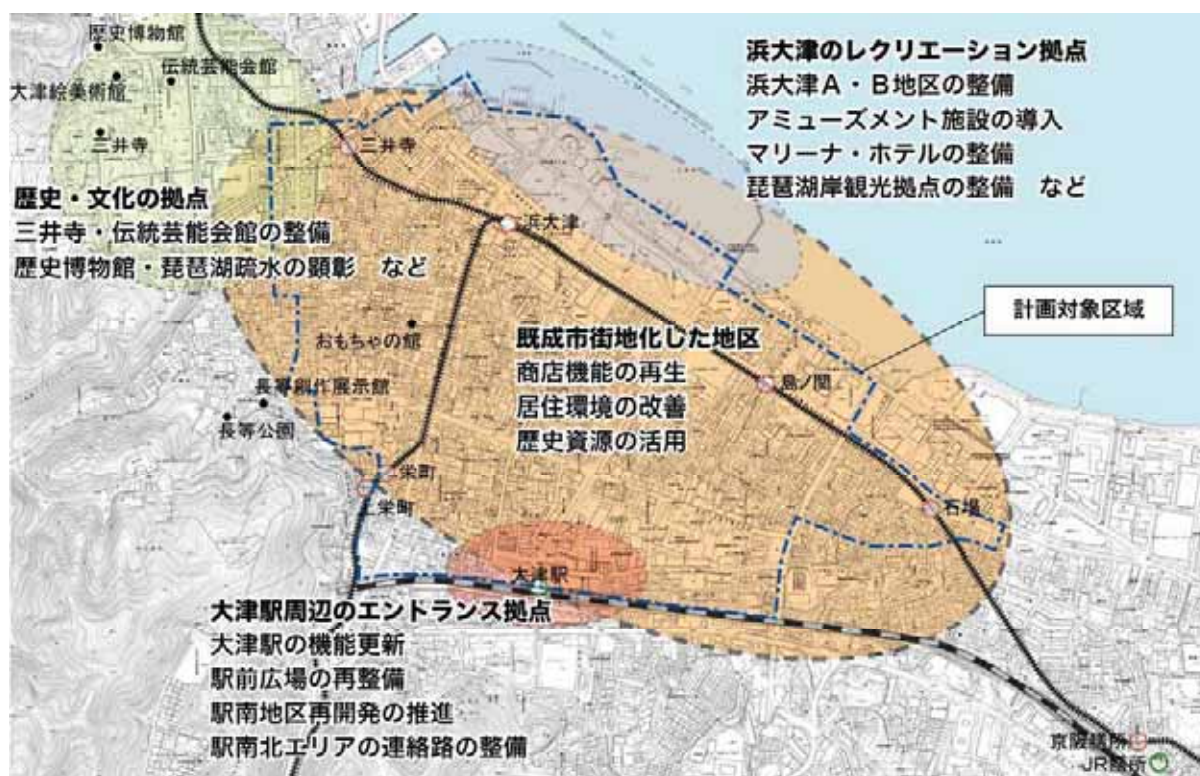 歴史博物館
伝統芸能会館
大津絵美術館
三井寺
三井寺
浜大津のレクリエーション拠点
浜大津A・B地区の整備
アミューズメント施設の導入
マリーナ・ホテルの整備
琵琶湖岸観光拠点の整備 など
歴史・文化の拠点
三井寺・伝統芸能会館の整備
歴史博物館・琵琶湖疏水の顕彰 など
浜大津
計画対象区域
おもちゃの館
既成市街地化した地区
商店機能の再生
居住環境の改善
歴史資源の活用
島ノ関
長等創作展示館
長等公園
栄町
上栄町
石場
大津駅
大津駅周辺のエントランス拠点
大津駅の機能更新
駅前広場の再整備
駅南地区再開発の推進
駅南北エリアの連絡路の整備
京阪膳所
JR膳所